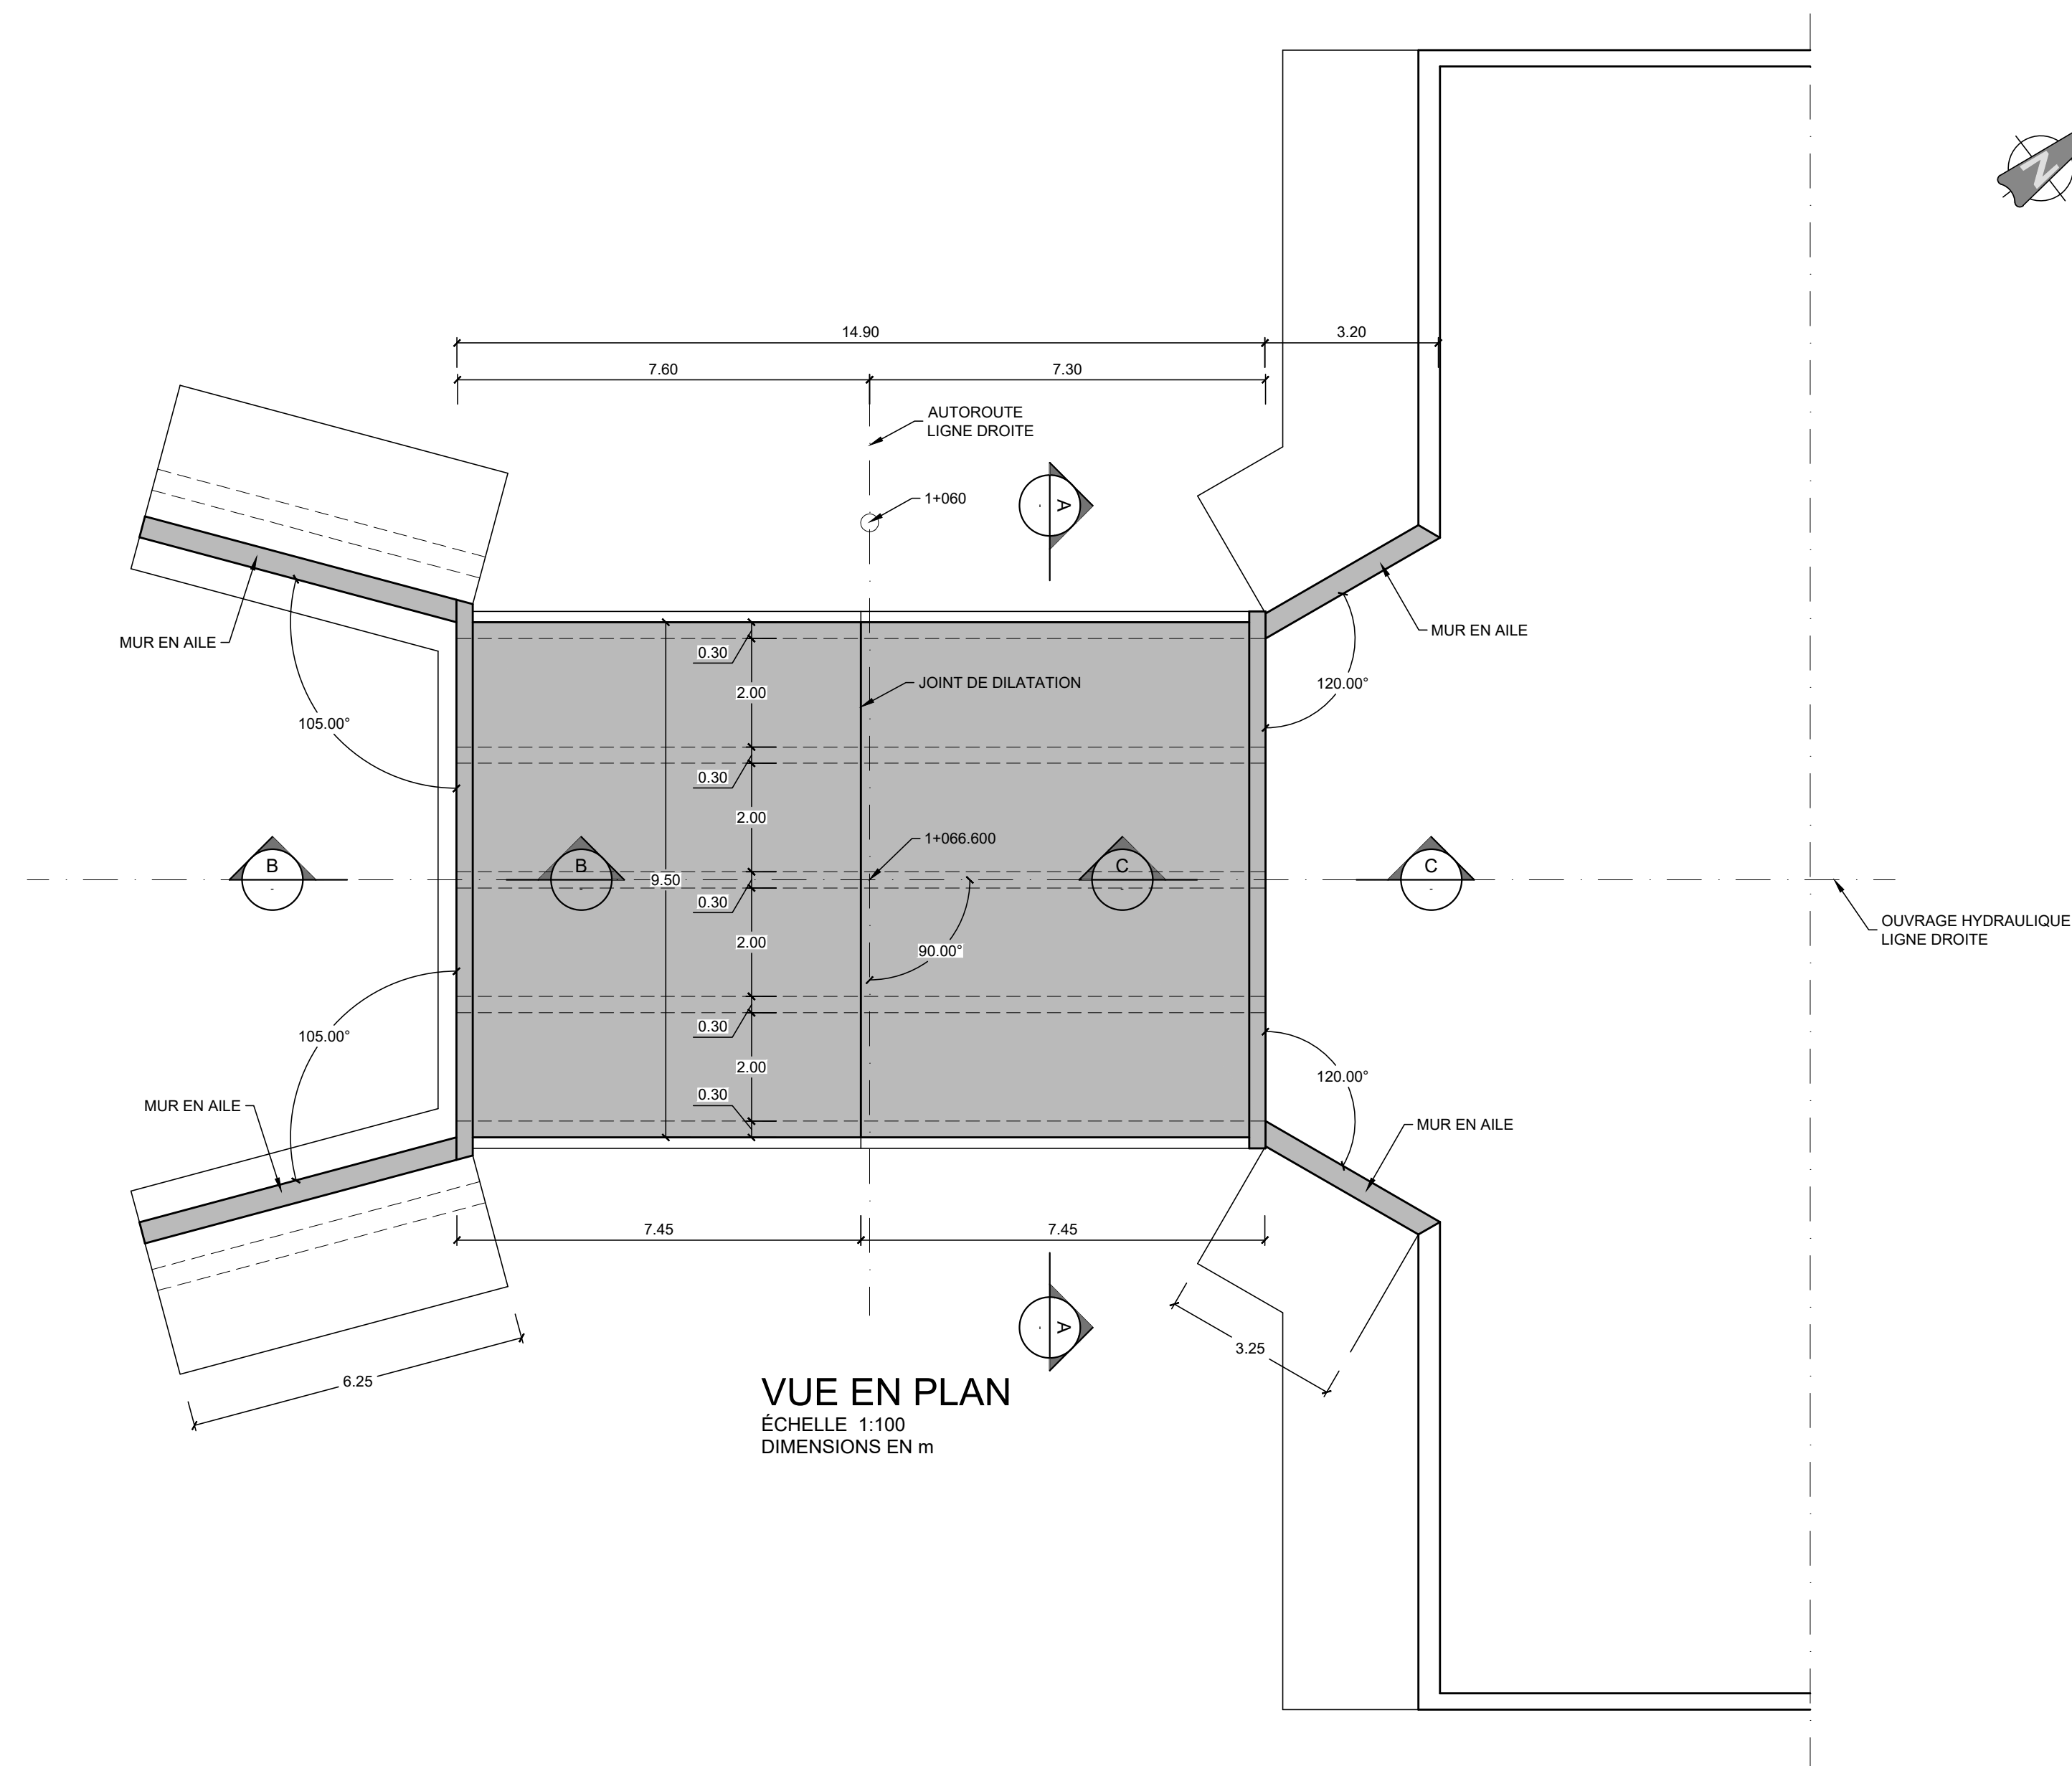 N
14.90
3.20
7.60
7.30
AUTOROUTE
LIGNE DROITE
1+060
A
-
MUR EN AILE
MUR EN AILE
0.30
JOINT DE DILATATION
120.00°
2.00
105.00°
0.30
2.00
1+066.600
B
-
B
-
9.50
C
-
C
-
0.30
OUVRAGE HYDRAULIQUE
LIGNE DROITE
2.00
90.00°
0.30
105.00°
2.00
120.00°
0.30
MUR EN AILE
MUR EN AILE
7.45
7.45
A
-
3.25
6.25
VUE EN PLAN
ÉCHELLE 1:100
DIMENSIONS EN m